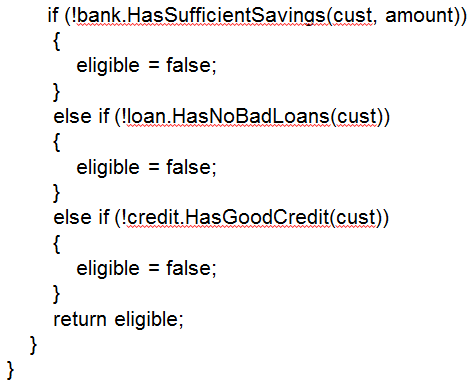 if (!bank.HasSufficientSavings(cust, amount))
{
eligible = false;
}
else if (!loan.HasNoBadLoans(cust))
{
eligible = false;
}
else if (!credit.HasGoodCredit(cust))
{
eligible = false;
}
return eligible;
}
}